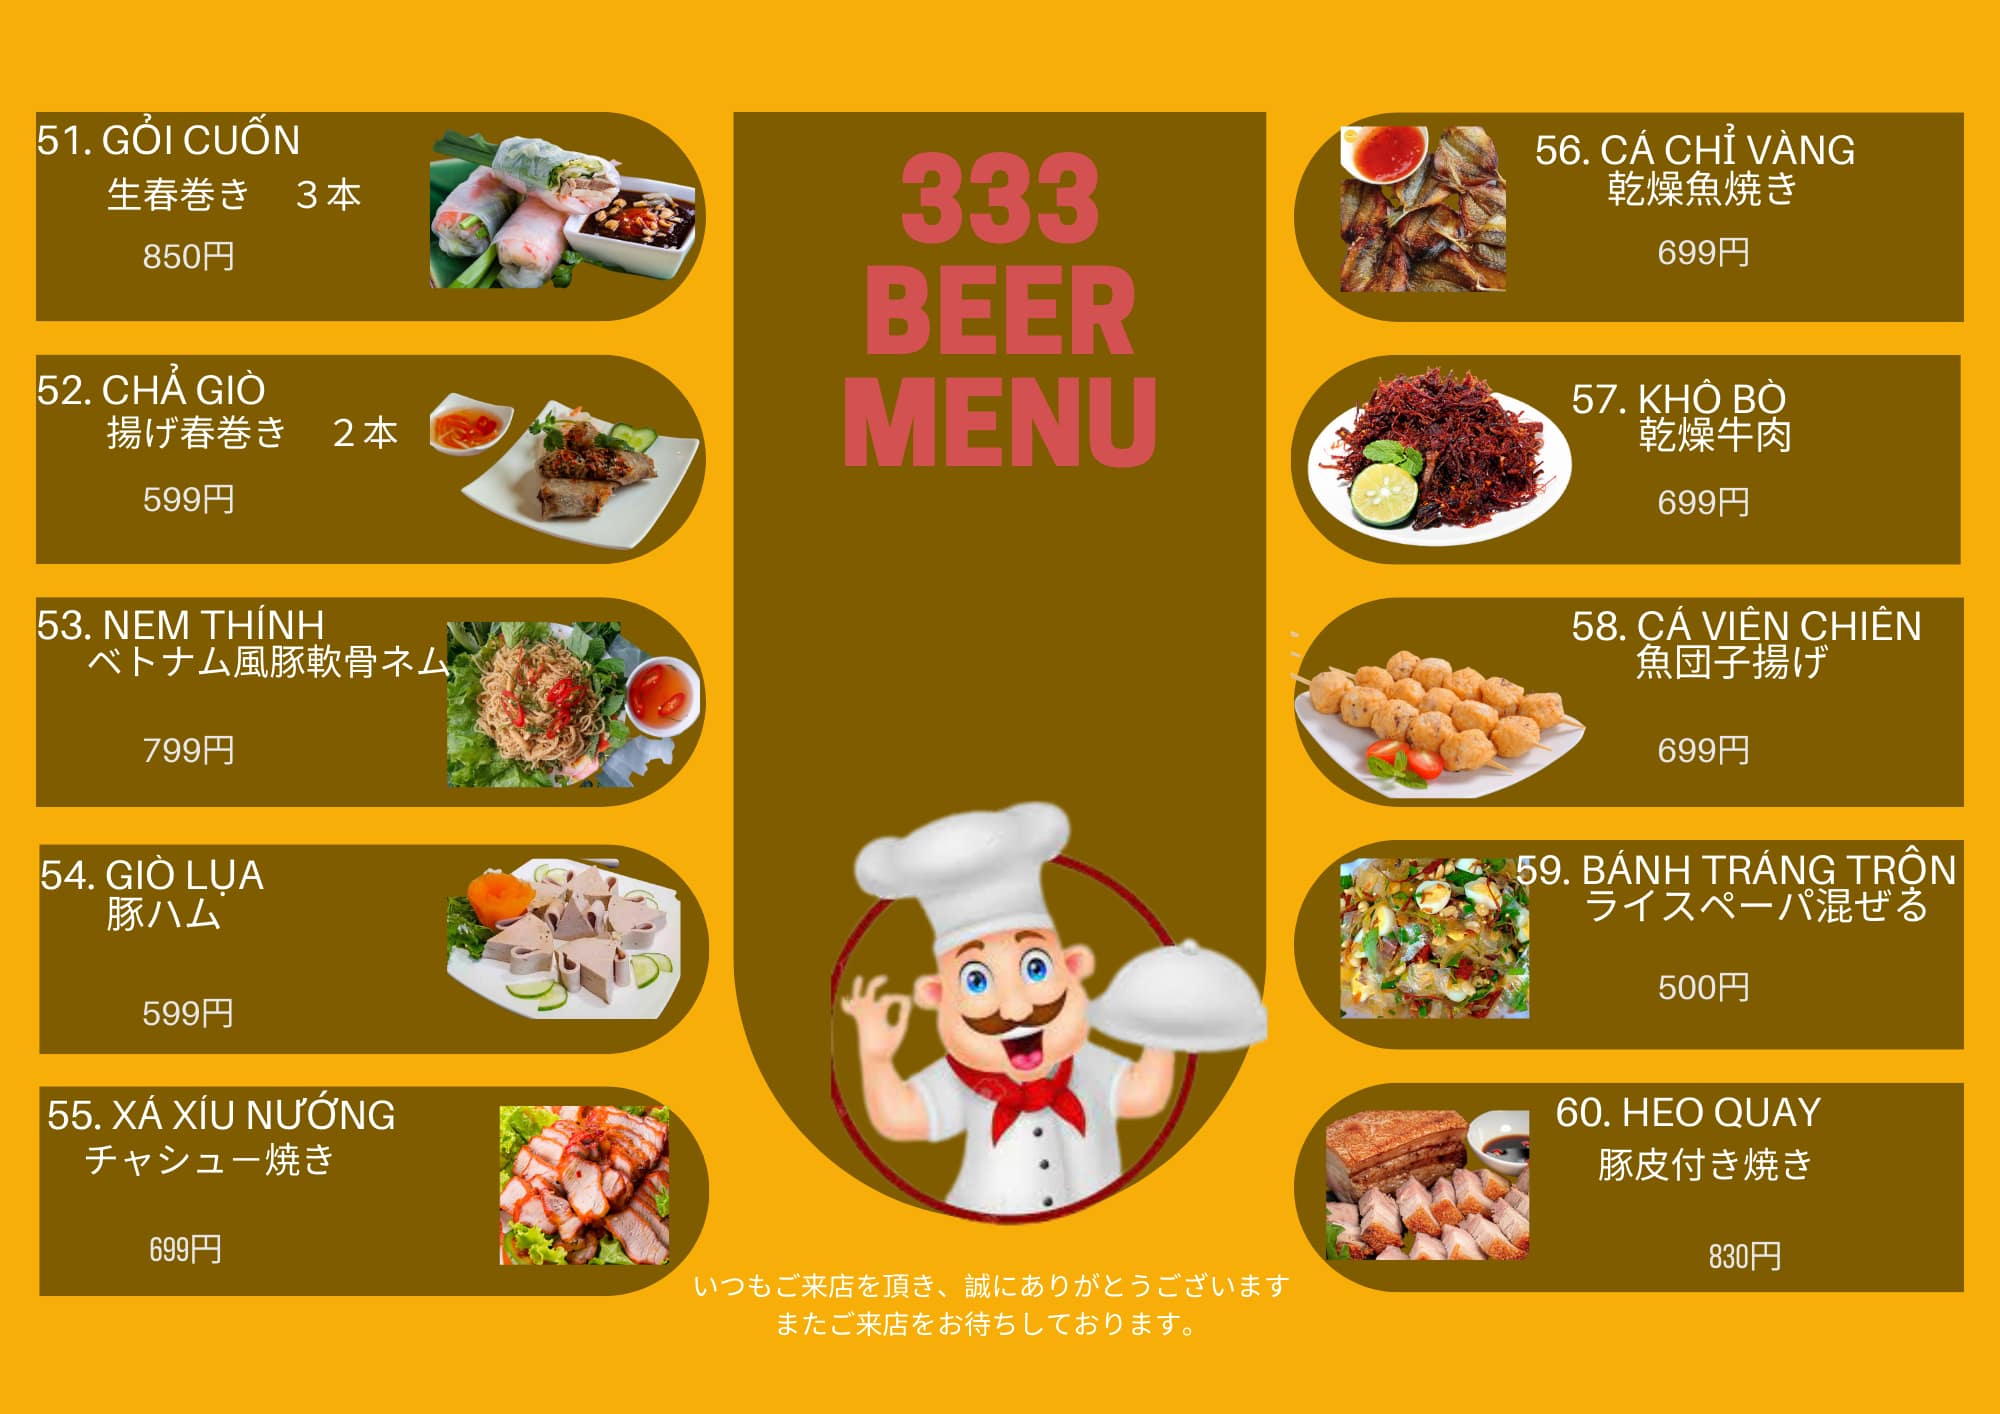 51. GỎI CUỐN
生春巻き　３本
850円
52. CHẢ GIÒ
揚げ春巻き　２本
599円
53. NEM THÍNH
ベトナム風豚軟骨ネム
799円
54. GIÒ LỤA
豚ハム
599円
55. XÁ XÍU NƯỚNG
チャシュー焼き
699円
333
BEER
MENU
いつもご来店を頂き、誠にありがとうございます
またご来店をお待ちしております。
56. CÁ CHỈ VÀNG
乾燥魚焼き
699円
57. KHÔ BÒ
乾燥牛肉
699円
58. CÁ VIÊN CHIÊN
魚団子揚げ
699円
59. BÁNH TRÁNG TRỘN
ライスペーパ混ぜる
500円
60. HEO QUAY
豚皮付き焼き
830円